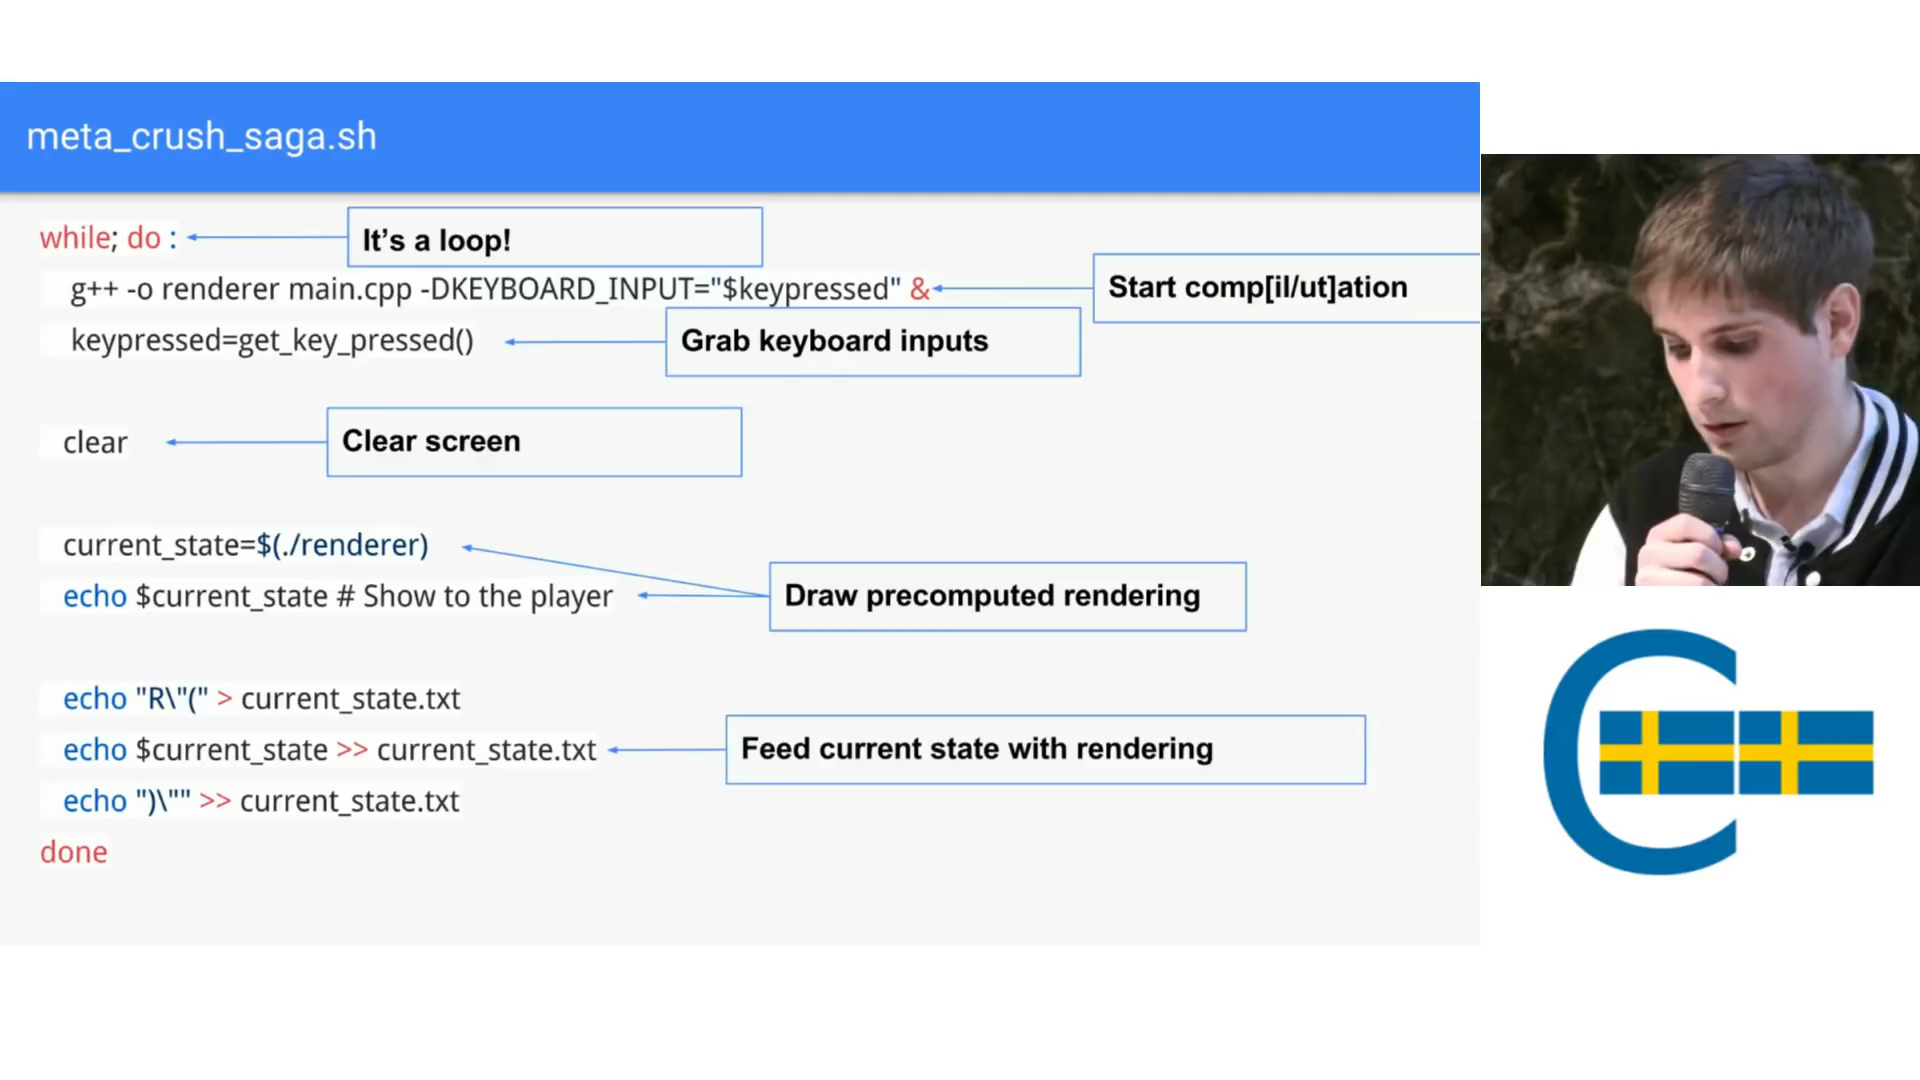 meta_crush_saga.sh
while; do :
It's a loop!
g++ -o renderer main.cpp -DKEYBOARD_INPUT="$keypressed" &
Start comp[il/ut]ation
keypressed=get_key_pressed()
Grab keyboard inputs
clear
Clear screen
current_state=$(./renderer)
echo $current_state # Show to the player
Draw precomputed rendering
echo "R\"(" > current_state.txt
echo $current_state >> current_state.txt
Feed current state with rendering
echo ")\"" >> current_state.txt
done
C